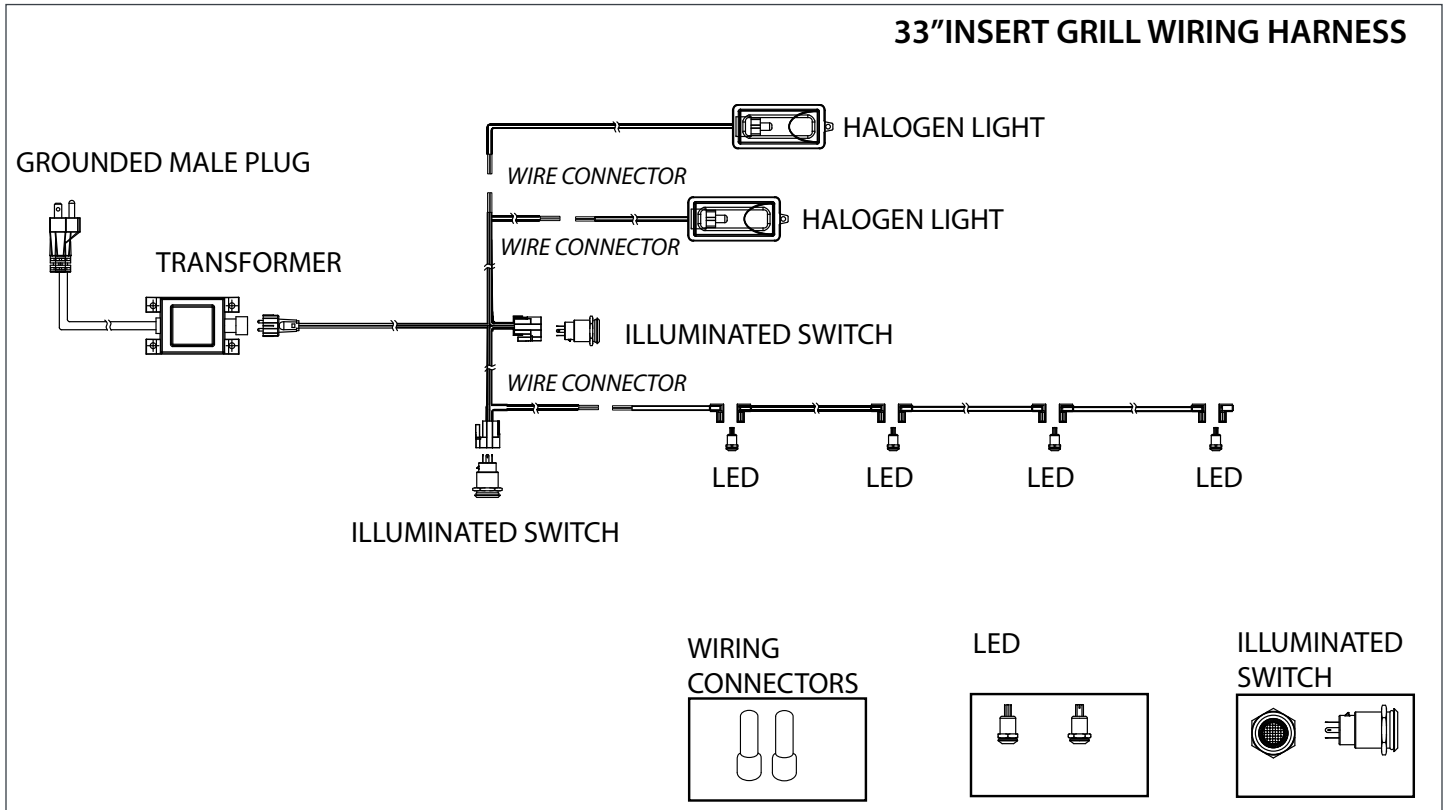 33"INSERT GRILL WIRING HARNESS
HALOGEN LIGHT
GROUNDED MALE PLUG
WIRE CONNECTOR
HALOGEN LIGHT
WIRE CONNECTOR
TRANSFORMER
ILLUMINATED SWITCH
WIRE CONNECTOR
LED
LED
LED
LED
ILLUMINATED SWITCH
WIRING
CONNECTORS
LED
ILLUMINATED
SWITCH